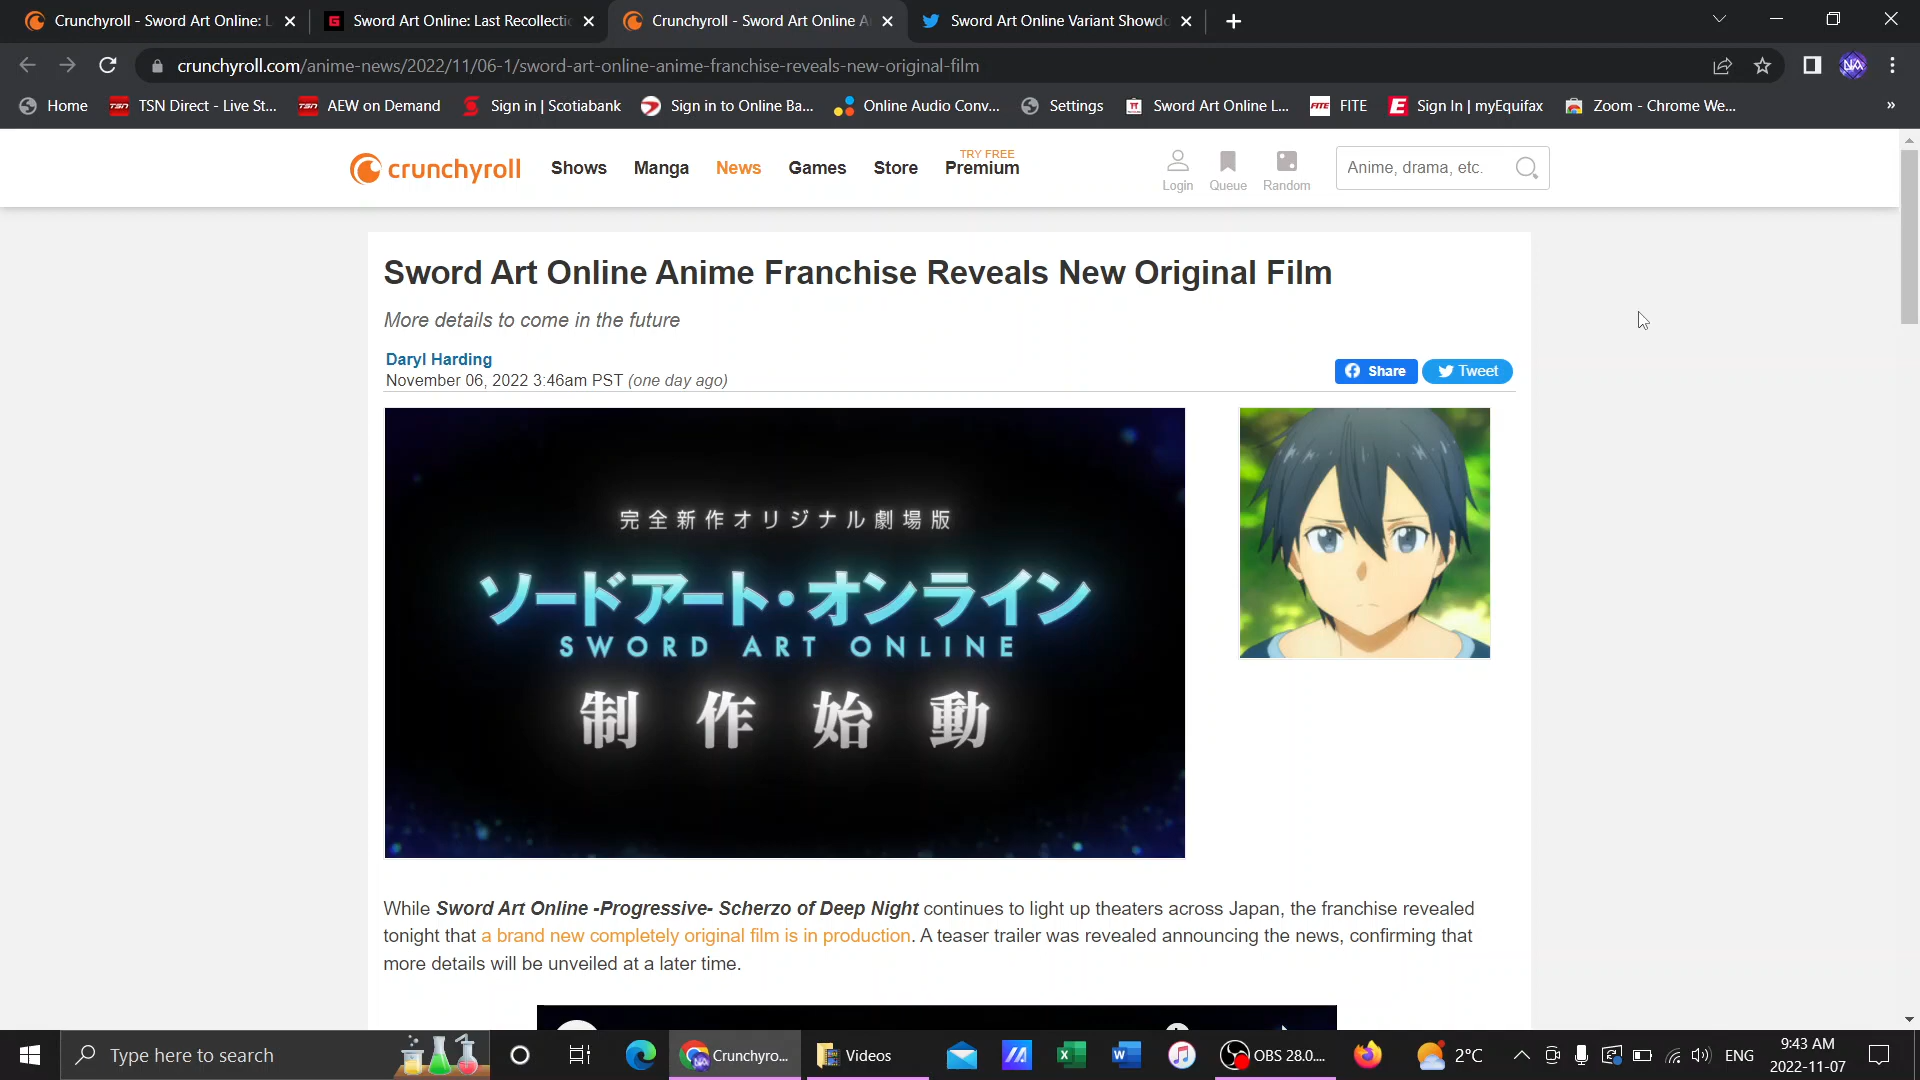 Crunchyroll - Sword Art Online: L
Sword Art Online: Last Recollecti
Crunchyroll - Sword Art Online A
Sword Art Online Variant Showdo
crunchyroll.com/anime-news/2022/11/06-1/sword-art-online-anime-franchise-reveals-new-original-film
NA
Home
TSN TSN Direct - Live St...
TSN AEW on Demand
Sign in | Scotiabank
Sign in to Online Ba...
Online Audio Conv...
Settings
Sword Art Online L...
FITE FITE
E Sign In | myEquifax
Zoom - Chrome We...
»
crunchyroll
Shows
Manga
News
Games
Store
TRY FREE
Premium
Login
Queue
Random
Anime, drama, etc.
Sword Art Online Anime Franchise Reveals New Original Film
More details to come in the future
Daryl Harding
November 06, 2022 3:46am PST (one day ago)
Share
Tweet
完全新作オリジナル劇場版
ソードアート・オンライン
SWORD ART ONLINE
制作始動
While Sword Art Online -Progressive- Scherzo of Deep Night continues to light up theaters across Japan, the franchise revealed
tonight that a brand new completely original film is in production. A teaser trailer was revealed announcing the news, confirming that
more details will be unveiled at a later time.
Type here to search
Crunchyro...
Videos
OBS 28.0....
2°C
ENG
9:43 AM
2022-11-07